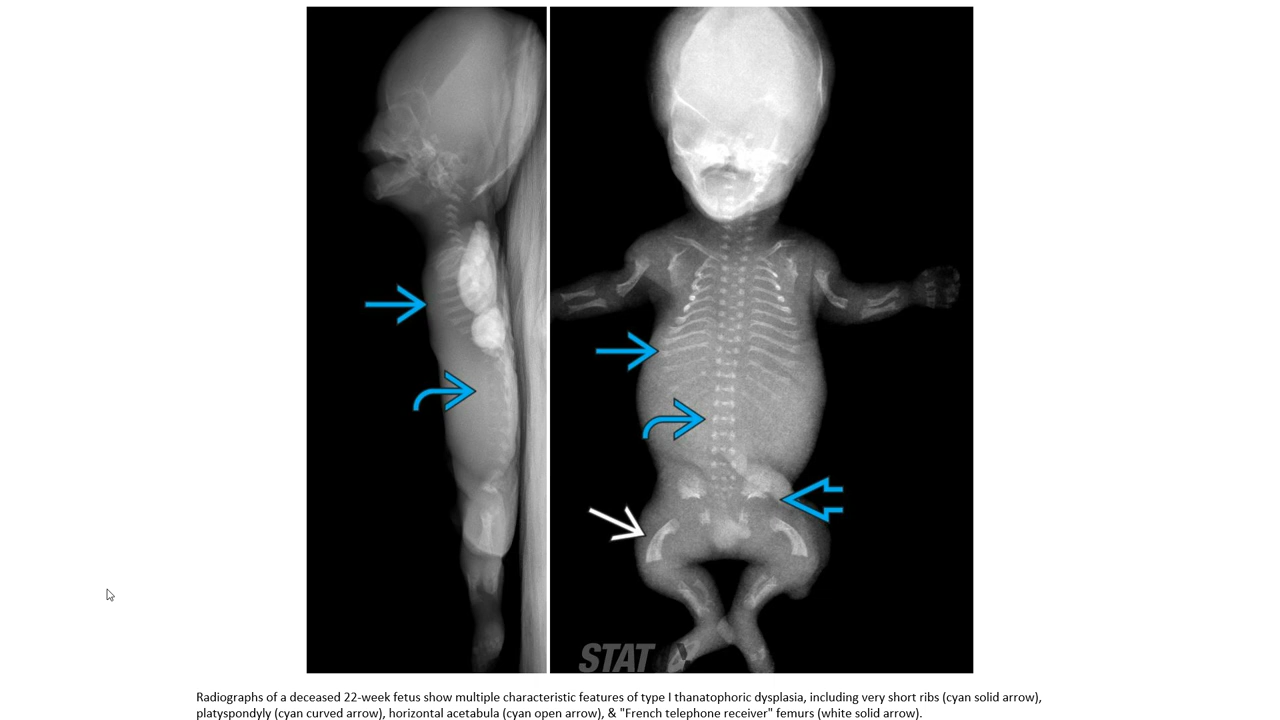 STAT
Radiographs of a deceased 22-week fetus show multiple characteristic features of type I thanatophoric dysplasia, including very short ribs (cyan solid arrow),
platyspondyly (cyan curved arrow), horizontal acetabula (cyan open arrow), & "French telephone receiver" femurs (white solid arrow).